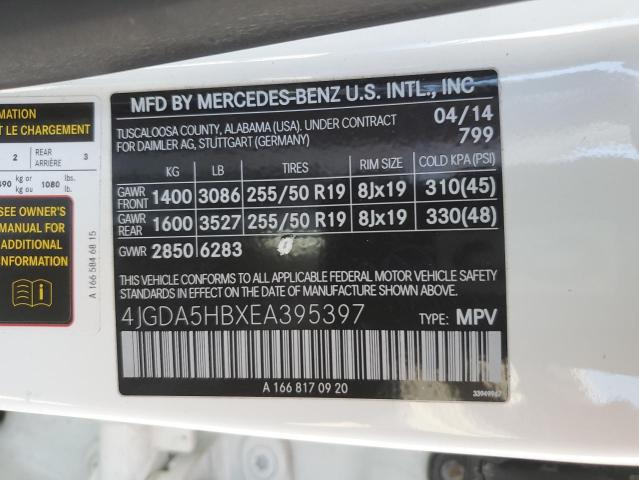 MATION
T LE CHARGEMENT
2 REAR ARRIÈRE 3
490 kg or kg ou 1080 lbs. lb.
SEE OWNER'S
MANUAL FOR
ADDITIONAL
INFORMATION
A 166 584 68 15
MFD BY MERCEDES-BENZ U.S. INTL., INC
TUSCALOOSA COUNTY, ALABAMA (USA). UNDER CONTRACT 04/14
FOR DAIMLER AG, STUTTGART (GERMANY) 799
KG LB TIRES RIM SIZE COLD KPA(PSI)
GAWR FRONT 1400 3086 255/50 R19 8Jx19 310(45)
GAWR REAR 1600 3527 255/50 R19 8Jx19 330(48)
GVWR 2850 6283
THIS VEHICLE CONFORMS TO ALL APPLICABLE FEDERAL MOTOR VEHICLE SAFETY
STANDARDS IN EFFECT ON THE DATE OF MANUFACTURE SHOWN ABOVE.
4JGDA5HBXEA395397 TYPE: MPV
A 166 817 09 20
33949967